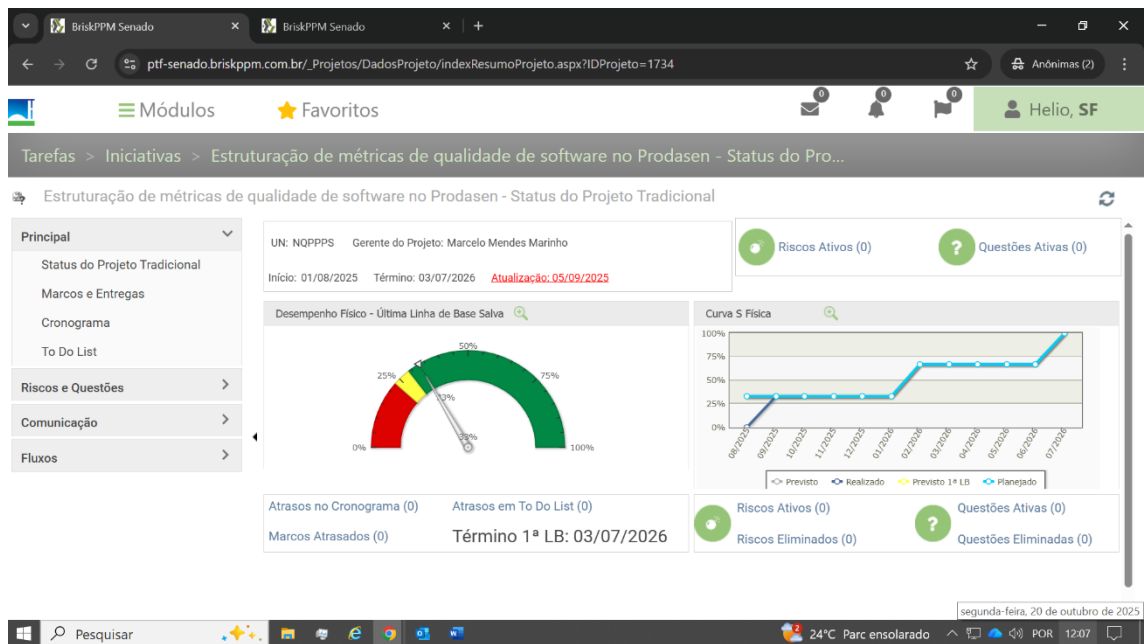 BriskPPM Senado
BriskPPM Senado
ptf-senado.briskppm.com.br/_Projetos/DadosProjeto/indexResumoProjeto.aspx?IDProjeto=1734
Anônimas (2)
Módulos
Favoritos
0
0
0
Helio, SF
Tarefas > Iniciativas > Estruturação de métricas de qualidade de software no Prodasen - Status do Pro...
Estruturação de métricas de qualidade de software no Prodasen - Status do Projeto Tradicional
Principal
Status do Projeto Tradicional
Marcos e Entregas
Cronograma
To Do List
Riscos e Questões
Comunicação
Fluxos
UN: NQPPPS Gerente do Projeto: Marcelo Mendes Marinho
Início: 01/08/2025 Término: 03/07/2026 Atualização: 05/09/2025
Riscos Ativos (0)
? Questões Ativas (0)
Desempenho Físico - Última Linha de Base Salva
0%
25%
50%
75%
100%
33%
33%
Curva S Física
100%
75%
50%
25%
0%
08/2025
09/2025
10/2025
11/2025
12/2025
01/2026
02/2026
03/2026
04/2026
05/2026
06/2026
07/2026
Previsto Realizado Previsto 1ª LB Planejado
Atrasos no Cronograma (0) Atrasos em To Do List (0)
Marcos Atrasados (0) Término 1ª LB: 03/07/2026
Riscos Ativos (0)
Riscos Eliminados (0)
? Questões Ativas (0)
Questões Eliminadas (0)
segunda-feira, 20 de outubro de 2025
Pesquisar
2
24°C Parc ensolarado
POR
12:07